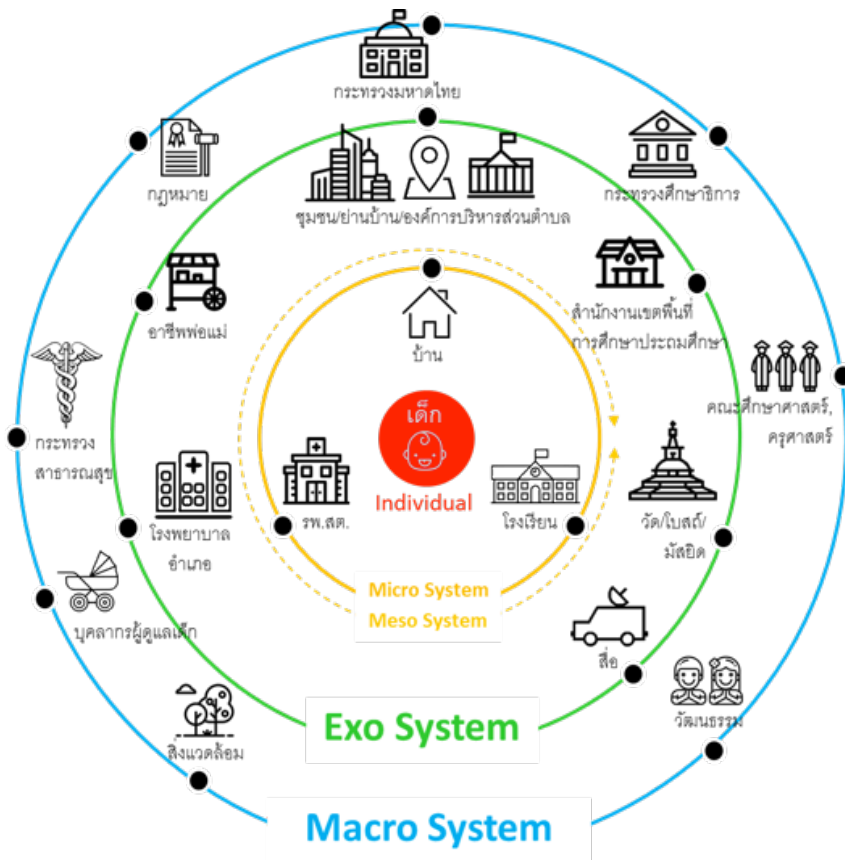 กระทรวงมหาดไทย
กฎหมาย
กระทรวงศึกษาธิการ
ชุมชน/ย่านบ้าน/องค์การบริหารส่วนตำบล
อาชีพพ่อแม่
สำนักงานเขตพื้นที่
การศึกษาประถมศึกษา
บ้าน
กระทรวง
สาธารณสุข
เด็ก
Individual
คณะศึกษาศาสตร์,
ครุศาสตร์
โรงพยาบาล
อำเภอ
รพ.สต.
โรงเรียน
วัด/โบสถ์/
มัสยิด
Micro System
Meso System
บุคลากรผู้ดูแลเด็ก
สื่อ
วัฒนธรรม
สิ่งแวดล้อม
Exo System
Macro System